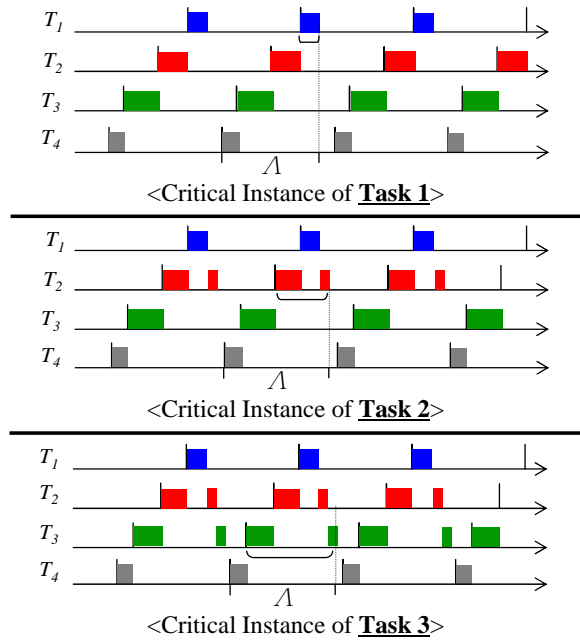 T1
T2
T3
T4
Λ
<Critical Instance of Task 1>
T1
T2
T3
T4
Λ
<Critical Instance of Task 2>
T1
T2
T3
T4
Λ
<Critical Instance of Task 3>